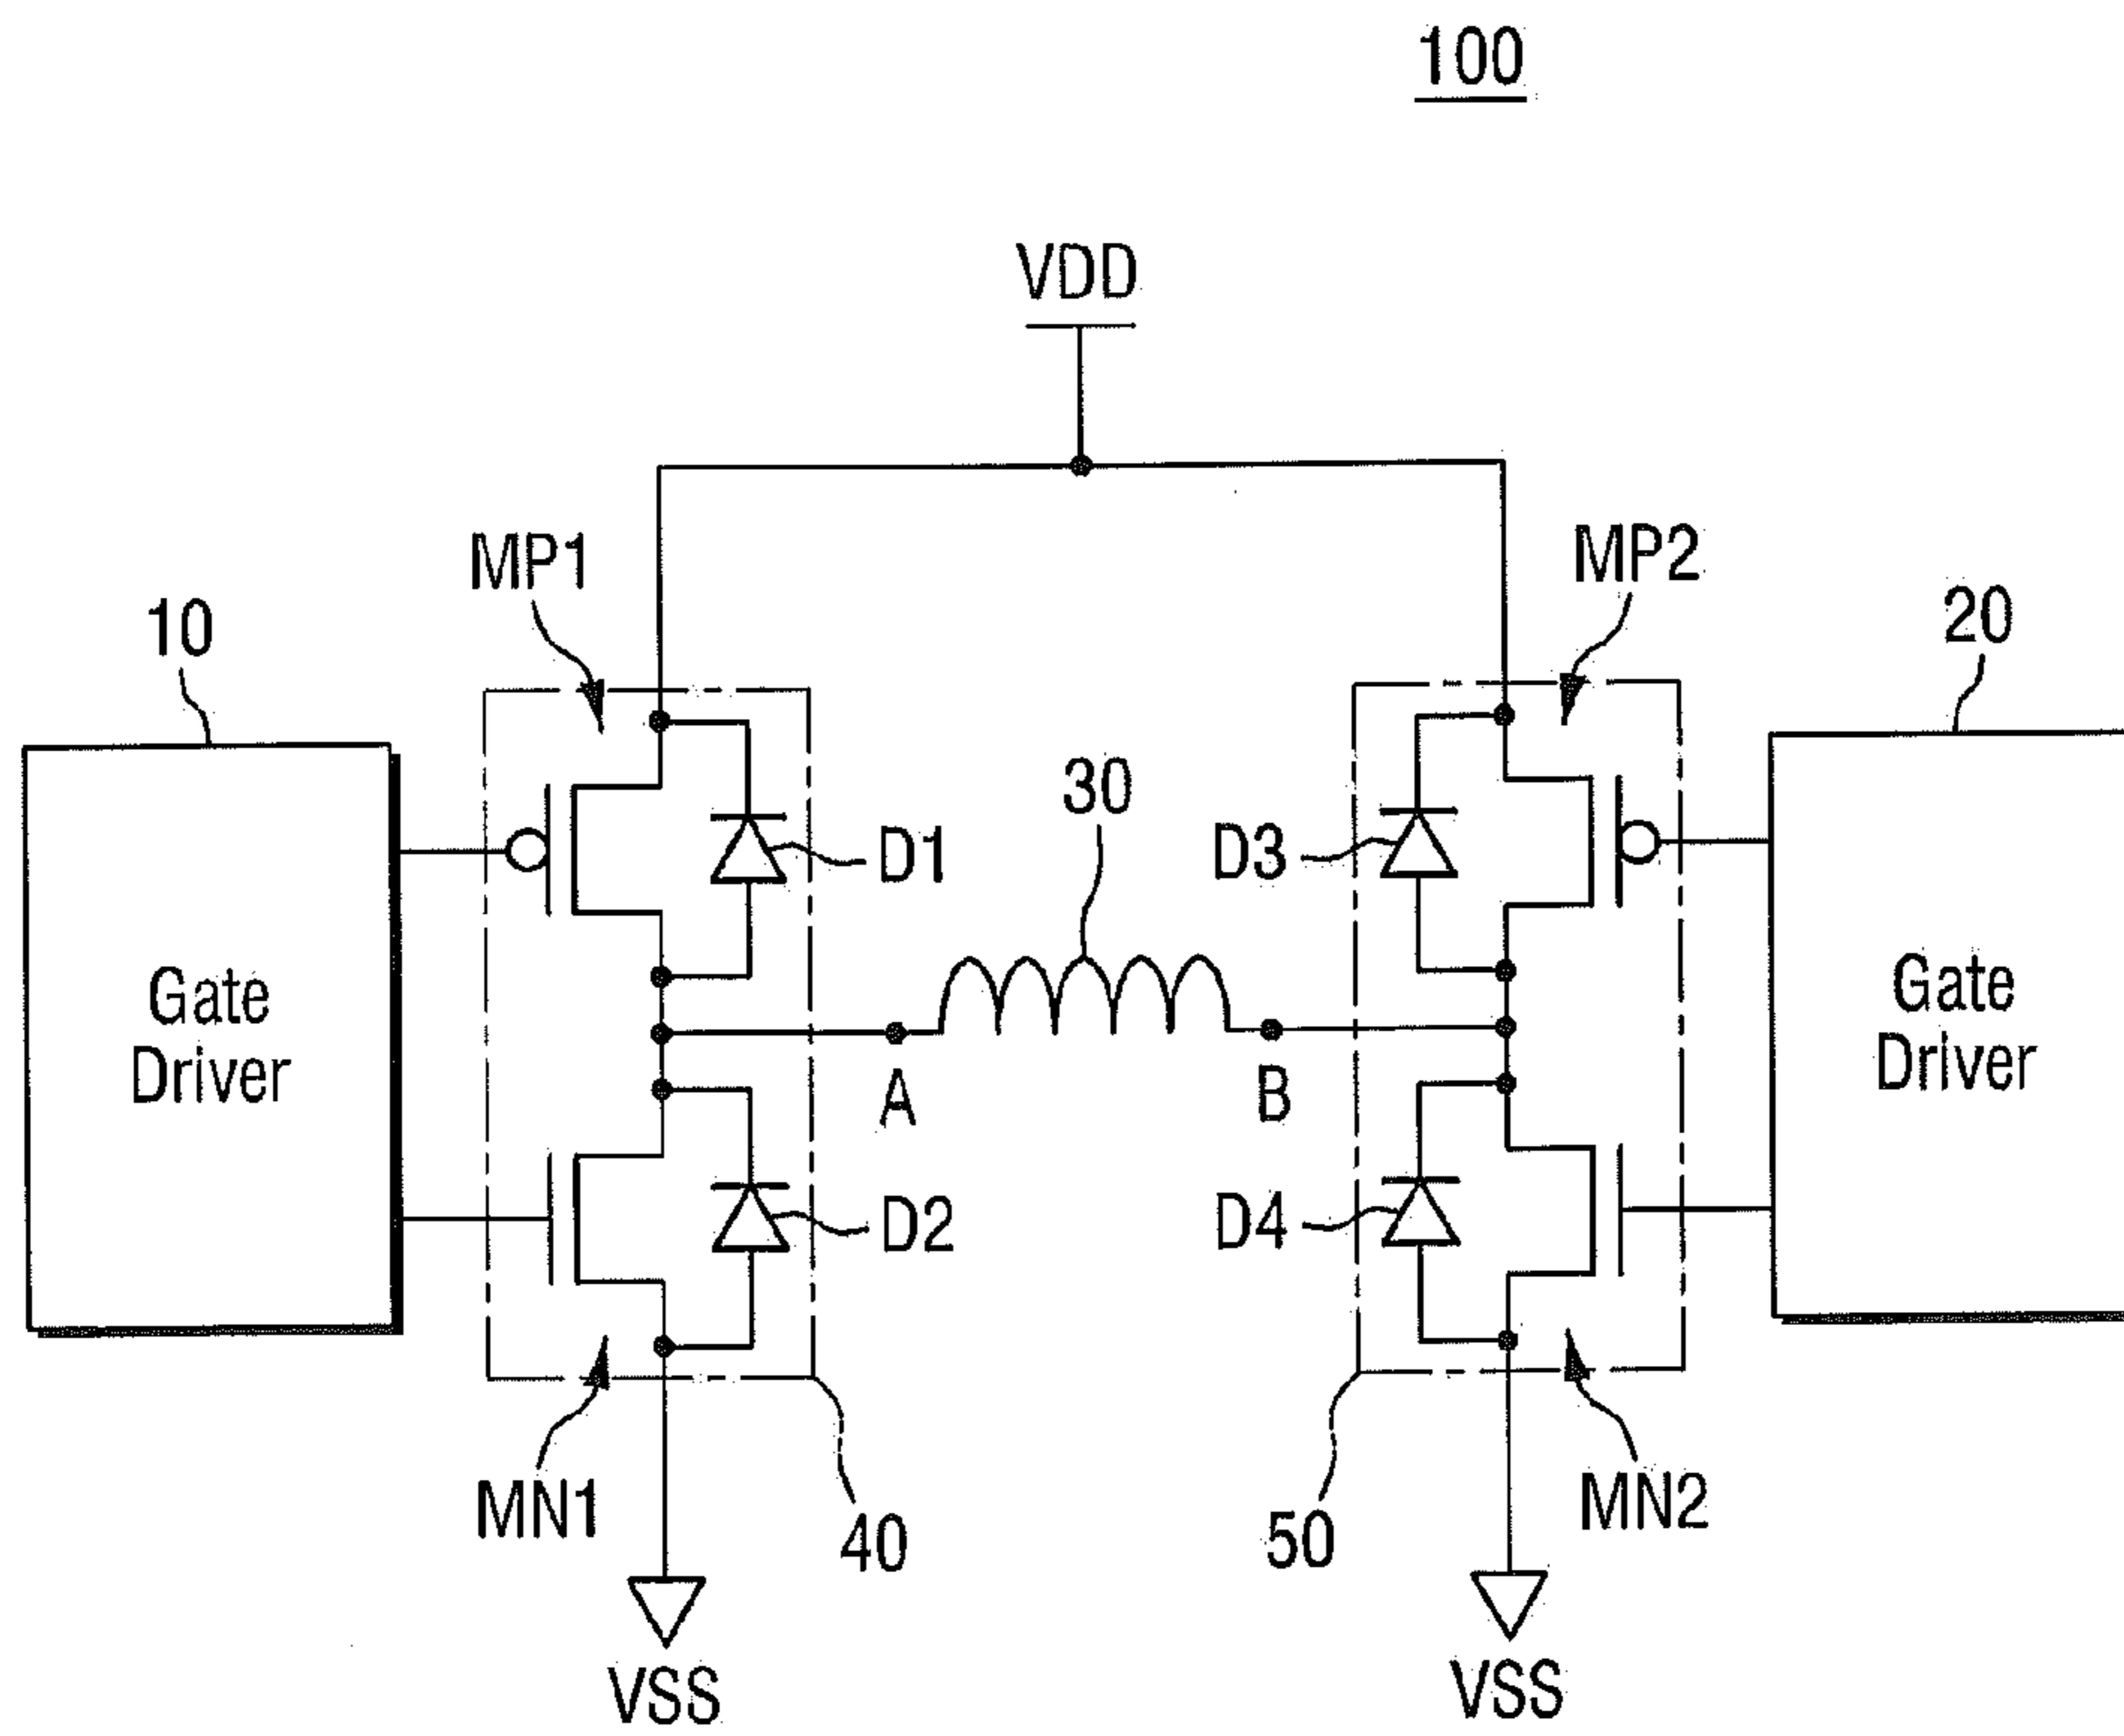 100
VDD
MP1
MP2
10
20
30
D1
D3
Gate
Driver
Gate
Driver
A
B
D2
D4
MN1
MN2
40
50
VSS
VSS